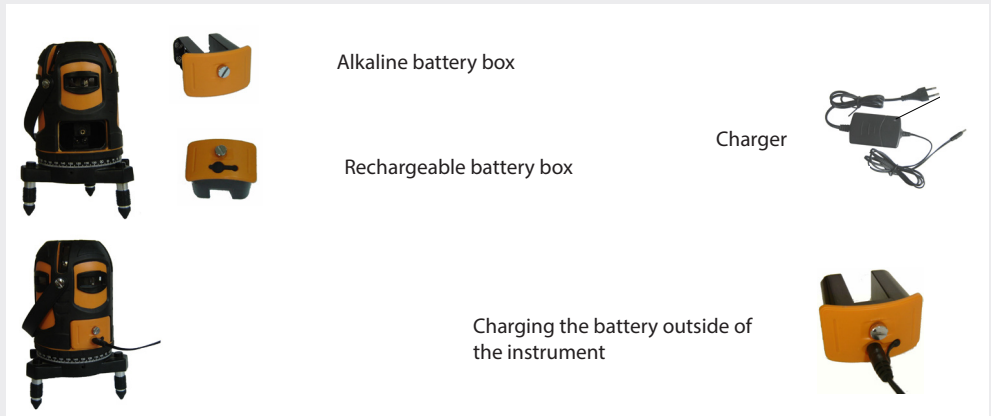 Alkaline battery box
Charger
Rechargeable battery box
Charging the battery outside of
the instrument